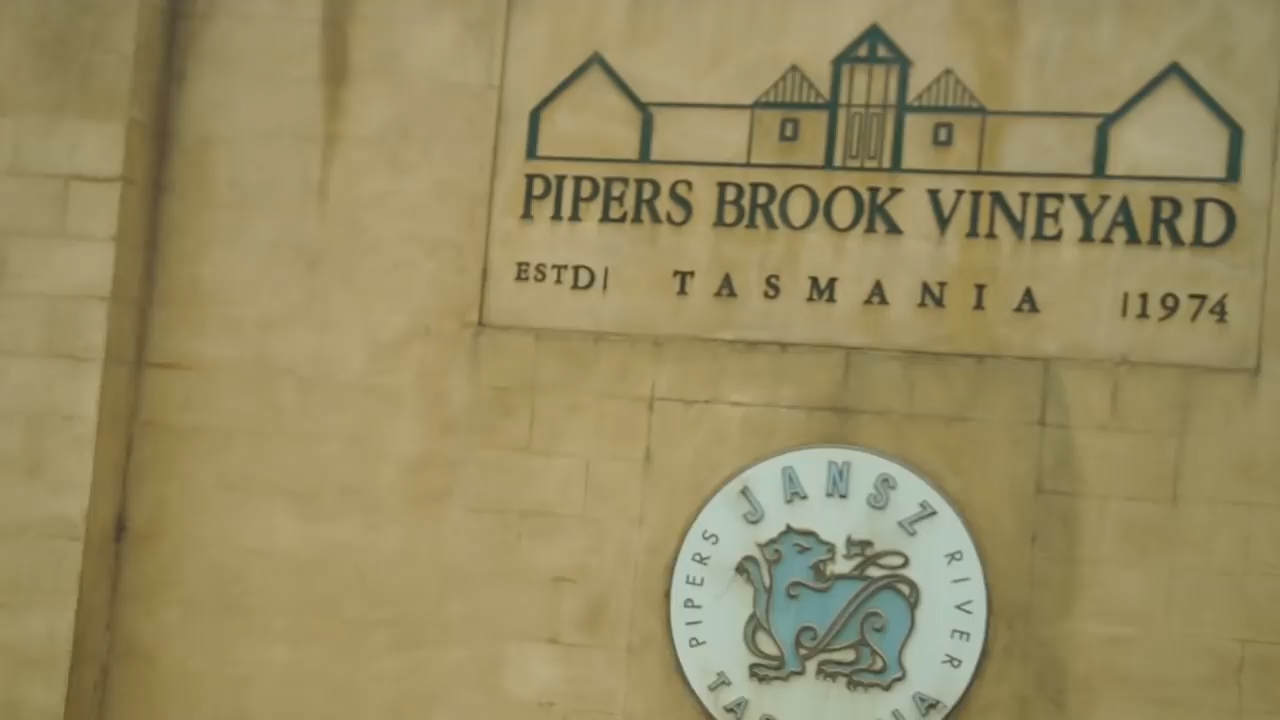 PIPERS BROOK VINEYARD
ESTD| TASMANIA |1974
JANSZ
PIPERS RIVER